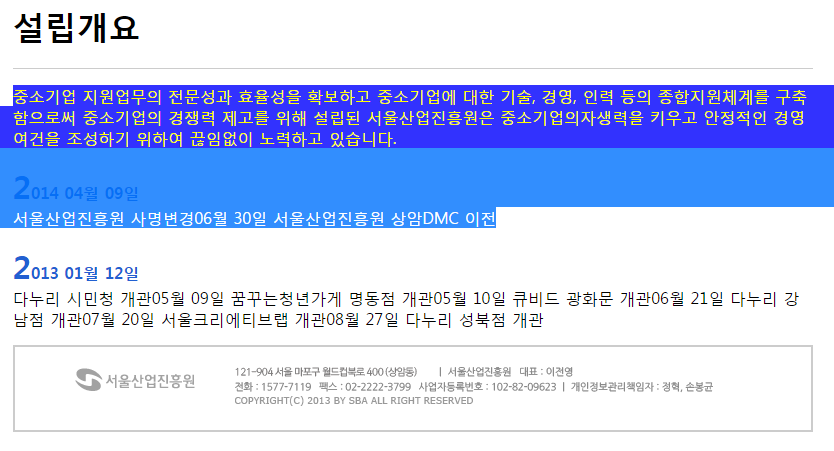 설립개요
중소기업 지원업무의 전문성과 효율성을 확보하고 중소기업에 대한 기술, 경영, 인력 등의 종합지원체계를 구축
함으로써 중소기업의 경쟁력 제고를 위해 설립된 서울산업진흥원은 중소기업의자생력을 키우고 안정적인 경영
여건을 조성하기 위하여 끊임없이 노력하고 있습니다.
2014 04월 09일
서울산업진흥원 사명변경06월 30일 서울산업진흥원 상암DMC 이전
2013 01월 12일
다누리 시민청 개관05월 09일 꿈꾸는청년가게 명동점 개관05월 10일 큐비드 광화문 개관06월 21일 다누리 강
남점 개관07월 20일 서울크리에티브랩 개관08월 27일 다누리 성북점 개관
서울산업진흥원
121-904 서울 마포구 월드컵북로 400 (상암동) | 서울산업진흥원 대표 : 이전영
전화 : 1577-7119 팩스 : 02-2222-3799 사업자등록번호 : 102-82-09623 | 개인정보관리책임자 : 정혁, 손봉균
COPYRIGHT(C) 2013 BY SBA ALL RIGHT RESERVED